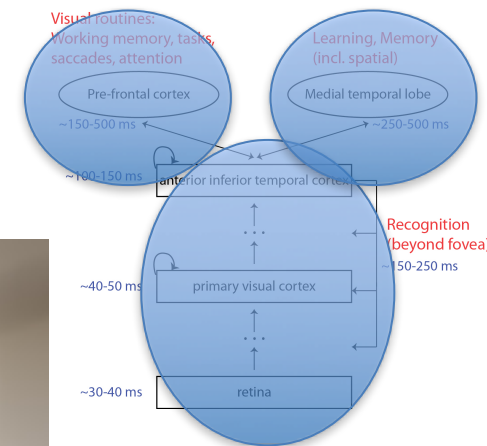 Visual routines:
Working memory, tasks,
saccades, attention
Learning, Memory
(incl. spatial)
Pre-frontal cortex
Medial temporal lobe
~150-500 ms
~250-500 ms
~100-150 ms
anterior inferior temporal cortex
...
Recognition
(beyond fovea)
~150-250 ms
~40-50 ms
primary visual cortex
...
~30-40 ms
retina